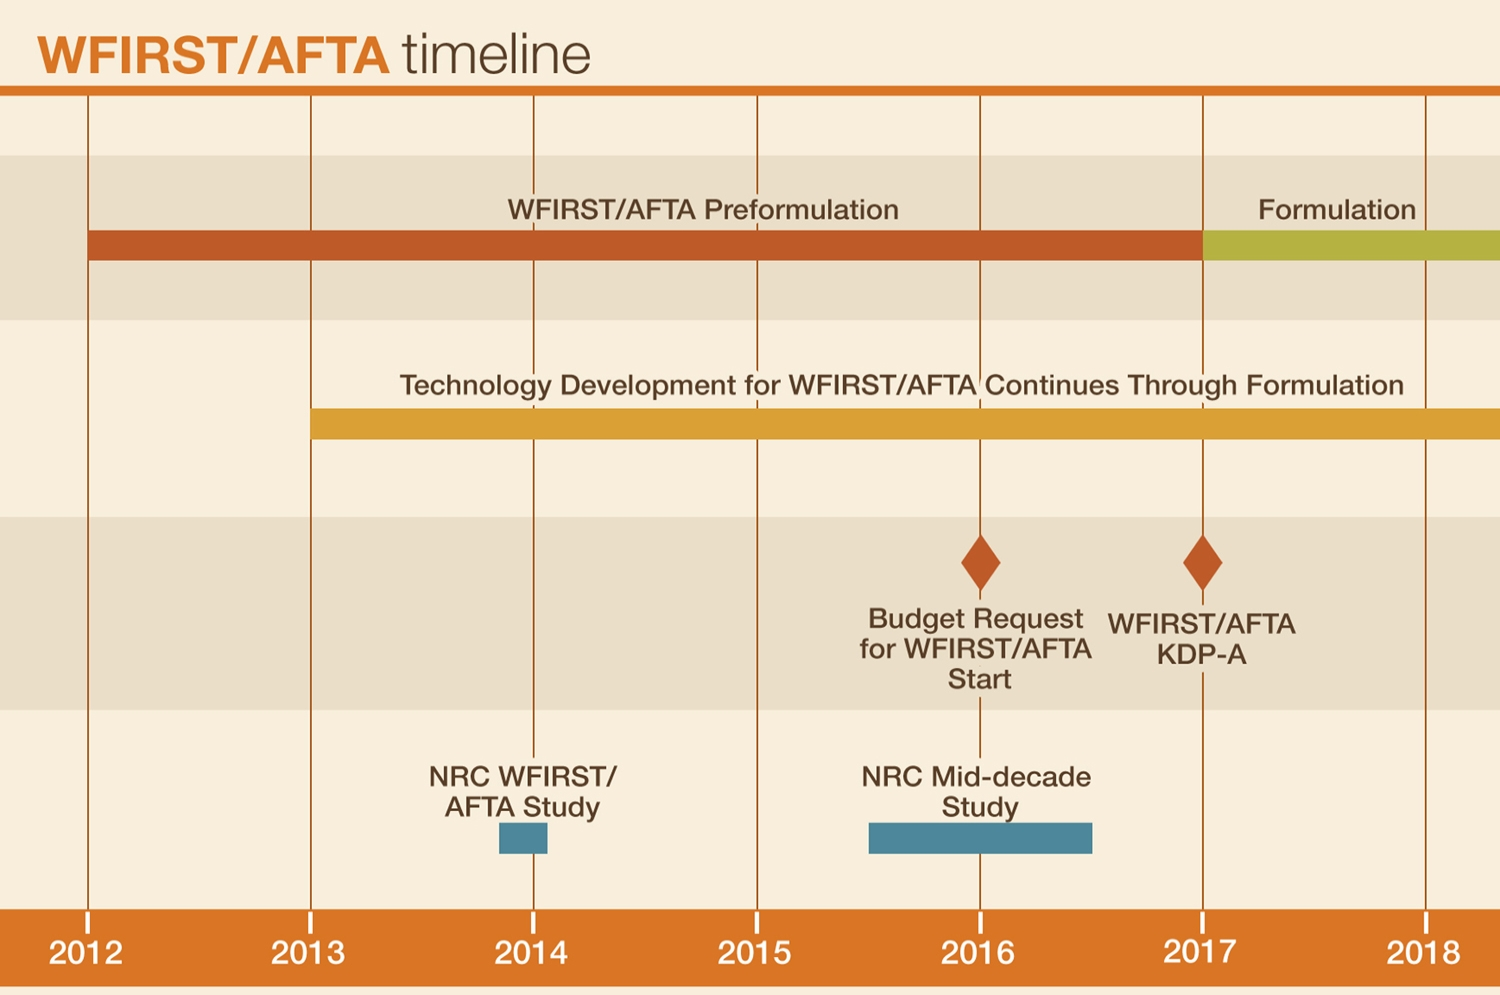 WFIRST/AFTA timeline
WFIRST/AFTA Preformulation
Formulation
Technology Development for WFIRST/AFTA Continues Through Formulation
Budget Request
for WFIRST/AFTA
Start
WFIRST/AFTA
KDP-A
NRC WFIRST/
AFTA Study
NRC Mid-decade
Study
2012 2013 2014 2015 2016 2017 2018